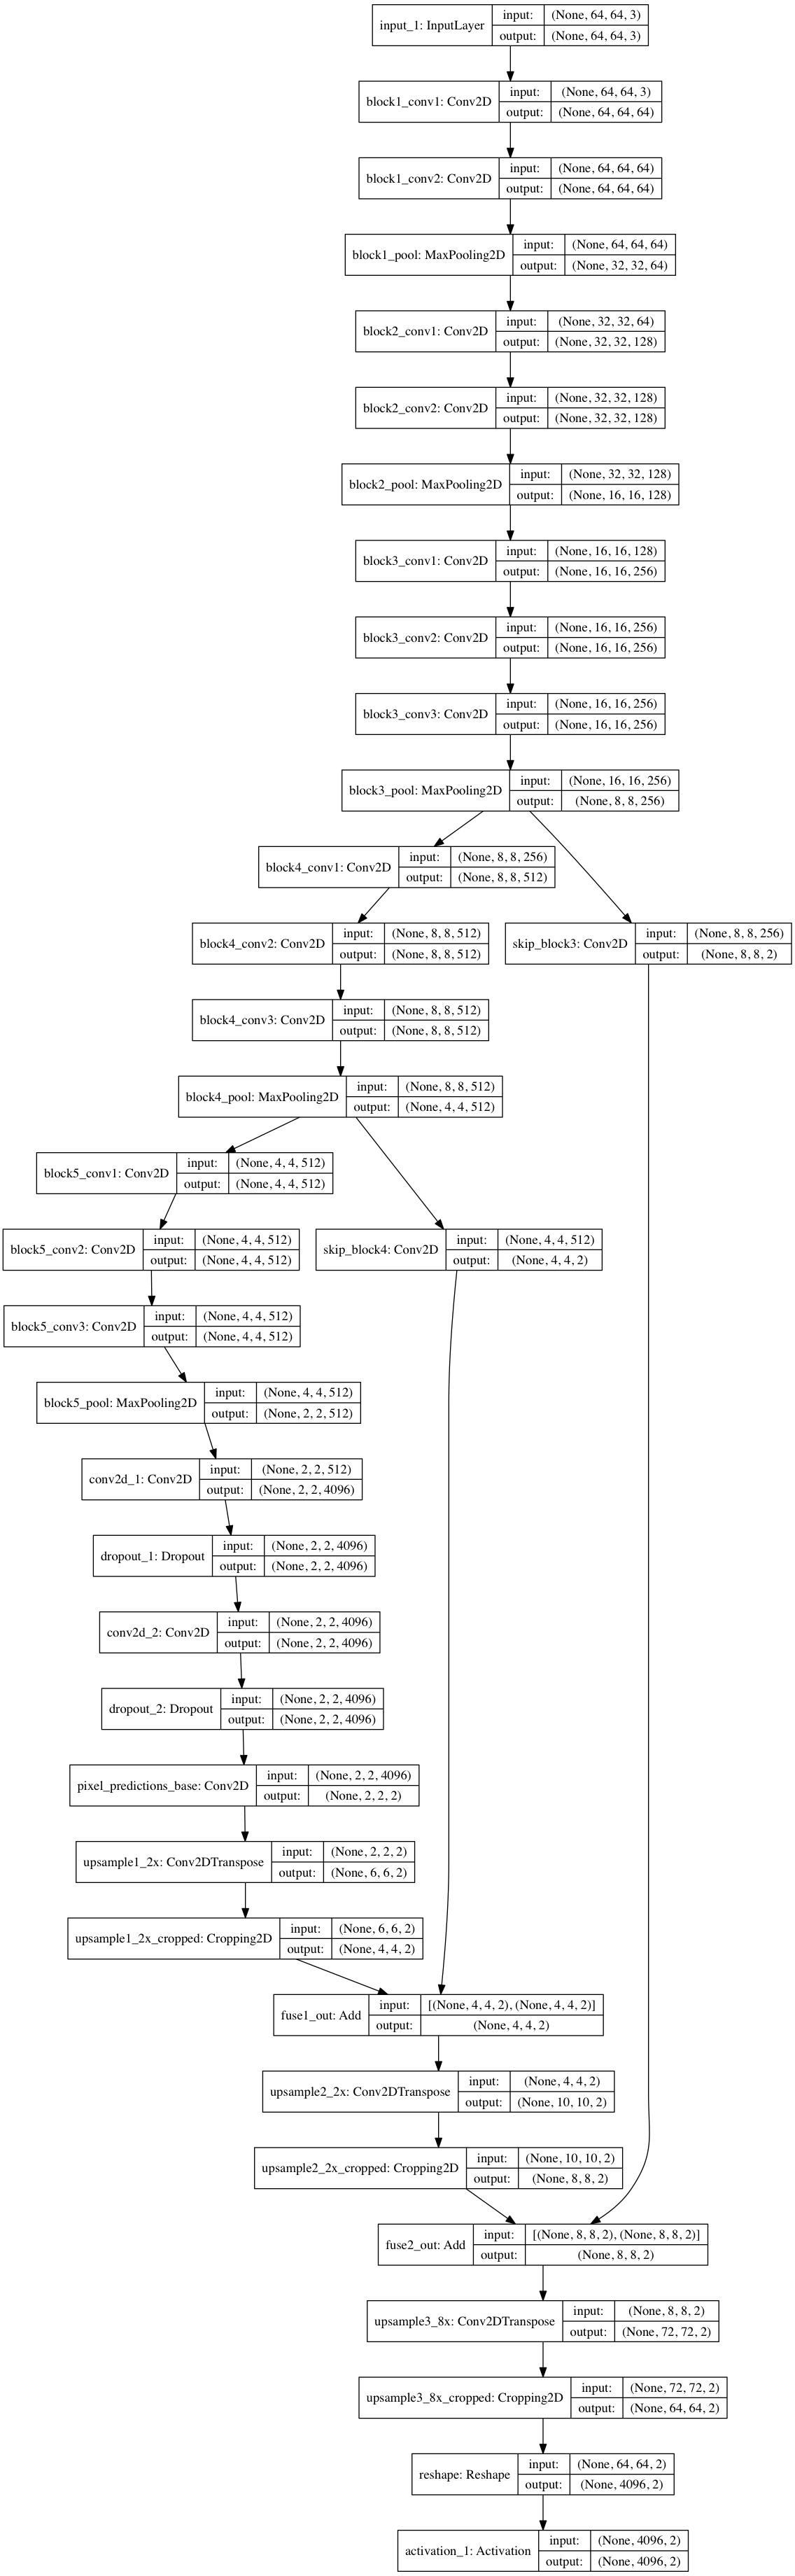 input_1: InputLayer
input: (None, 64, 64, 3)
output: (None, 64, 64, 3)
block1_conv1: Conv2D
input: (None, 64, 64, 3)
output: (None, 64, 64, 64)
block1_conv2: Conv2D
input: (None, 64, 64, 64)
output: (None, 64, 64, 64)
block1_pool: MaxPooling2D
input: (None, 64, 64, 64)
output: (None, 32, 32, 64)
block2_conv1: Conv2D
input: (None, 32, 32, 64)
output: (None, 32, 32, 128)
block2_conv2: Conv2D
input: (None, 32, 32, 128)
output: (None, 32, 32, 128)
block2_pool: MaxPooling2D
input: (None, 32, 32, 128)
output: (None, 16, 16, 128)
block3_conv1: Conv2D
input: (None, 16, 16, 128)
output: (None, 16, 16, 256)
block3_conv2: Conv2D
input: (None, 16, 16, 256)
output: (None, 16, 16, 256)
block3_conv3: Conv2D
input: (None, 16, 16, 256)
output: (None, 16, 16, 256)
block3_pool: MaxPooling2D
input: (None, 16, 16, 256)
output: (None, 8, 8, 256)
block4_conv1: Conv2D
input: (None, 8, 8, 256)
output: (None, 8, 8, 512)
block4_conv2: Conv2D
input: (None, 8, 8, 512)
output: (None, 8, 8, 512)
skip_block3: Conv2D
input: (None, 8, 8, 256)
output: (None, 8, 8, 2)
block4_conv3: Conv2D
input: (None, 8, 8, 512)
output: (None, 8, 8, 512)
block4_pool: MaxPooling2D
input: (None, 8, 8, 512)
output: (None, 4, 4, 512)
block5_conv1: Conv2D
input: (None, 4, 4, 512)
output: (None, 4, 4, 512)
block5_conv2: Conv2D
input: (None, 4, 4, 512)
output: (None, 4, 4, 512)
skip_block4: Conv2D
input: (None, 4, 4, 512)
output: (None, 4, 4, 2)
block5_conv3: Conv2D
input: (None, 4, 4, 512)
output: (None, 4, 4, 512)
block5_pool: MaxPooling2D
input: (None, 4, 4, 512)
output: (None, 2, 2, 512)
conv2d_1: Conv2D
input: (None, 2, 2, 512)
output: (None, 2, 2, 4096)
dropout_1: Dropout
input: (None, 2, 2, 4096)
output: (None, 2, 2, 4096)
conv2d_2: Conv2D
input: (None, 2, 2, 4096)
output: (None, 2, 2, 4096)
dropout_2: Dropout
input: (None, 2, 2, 4096)
output: (None, 2, 2, 4096)
pixel_predictions_base: Conv2D
input: (None, 2, 2, 4096)
output: (None, 2, 2, 2)
upsample1_2x: Conv2DTranspose
input: (None, 2, 2, 2)
output: (None, 6, 6, 2)
upsample1_2x_cropped: Cropping2D
input: (None, 6, 6, 2)
output: (None, 4, 4, 2)
fuse1_out: Add
input: [(None, 4, 4, 2), (None, 4, 4, 2)]
output: (None, 4, 4, 2)
upsample2_2x: Conv2DTranspose
input: (None, 4, 4, 2)
output: (None, 10, 10, 2)
upsample2_2x_cropped: Cropping2D
input: (None, 10, 10, 2)
output: (None, 8, 8, 2)
fuse2_out: Add
input: [(None, 8, 8, 2), (None, 8, 8, 2)]
output: (None, 8, 8, 2)
upsample3_8x: Conv2DTranspose
input: (None, 8, 8, 2)
output: (None, 72, 72, 2)
upsample3_8x_cropped: Cropping2D
input: (None, 72, 72, 2)
output: (None, 64, 64, 2)
reshape: Reshape
input: (None, 64, 64, 2)
output: (None, 4096, 2)
activation_1: Activation
input: (None, 4096, 2)
output: (None, 4096, 2)